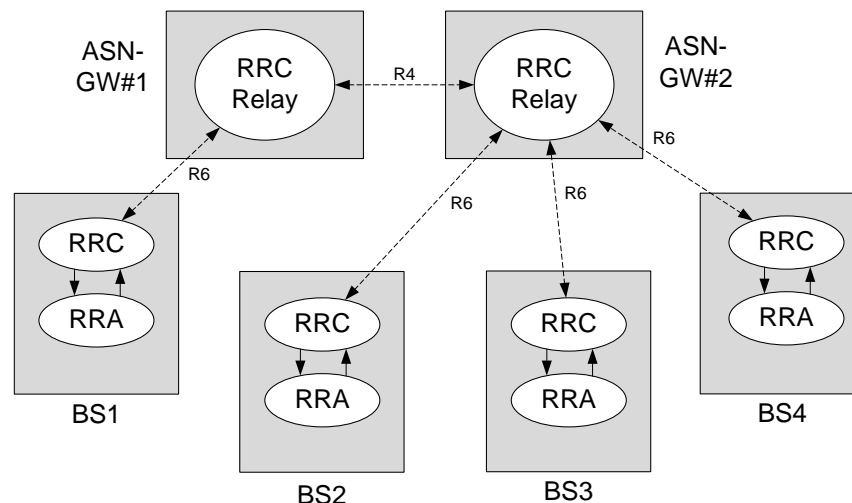 ASN-
GW#1
RRC
Relay
R4
RRC
Relay
ASN-
GW#2
R6
R6
R6
R6
RRC
RRA
BS1
RRC
RRA
BS2
RRC
RRA
BS3
RRC
RRA
BS4